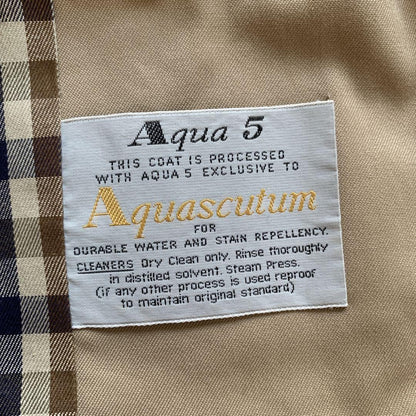 Aqua 5
THIS COAT IS PROCESSED
WITH AQUA 5 EXCLUSIVE TO
Aquascutum
FOR
DURABLE WATER AND STAIN REPELLENCY.
CLEANERS Dry Clean only. Rinse thoroughly
in distilled solvent. Steam Press.
(if any other process is used reproof
to maintain original standard)